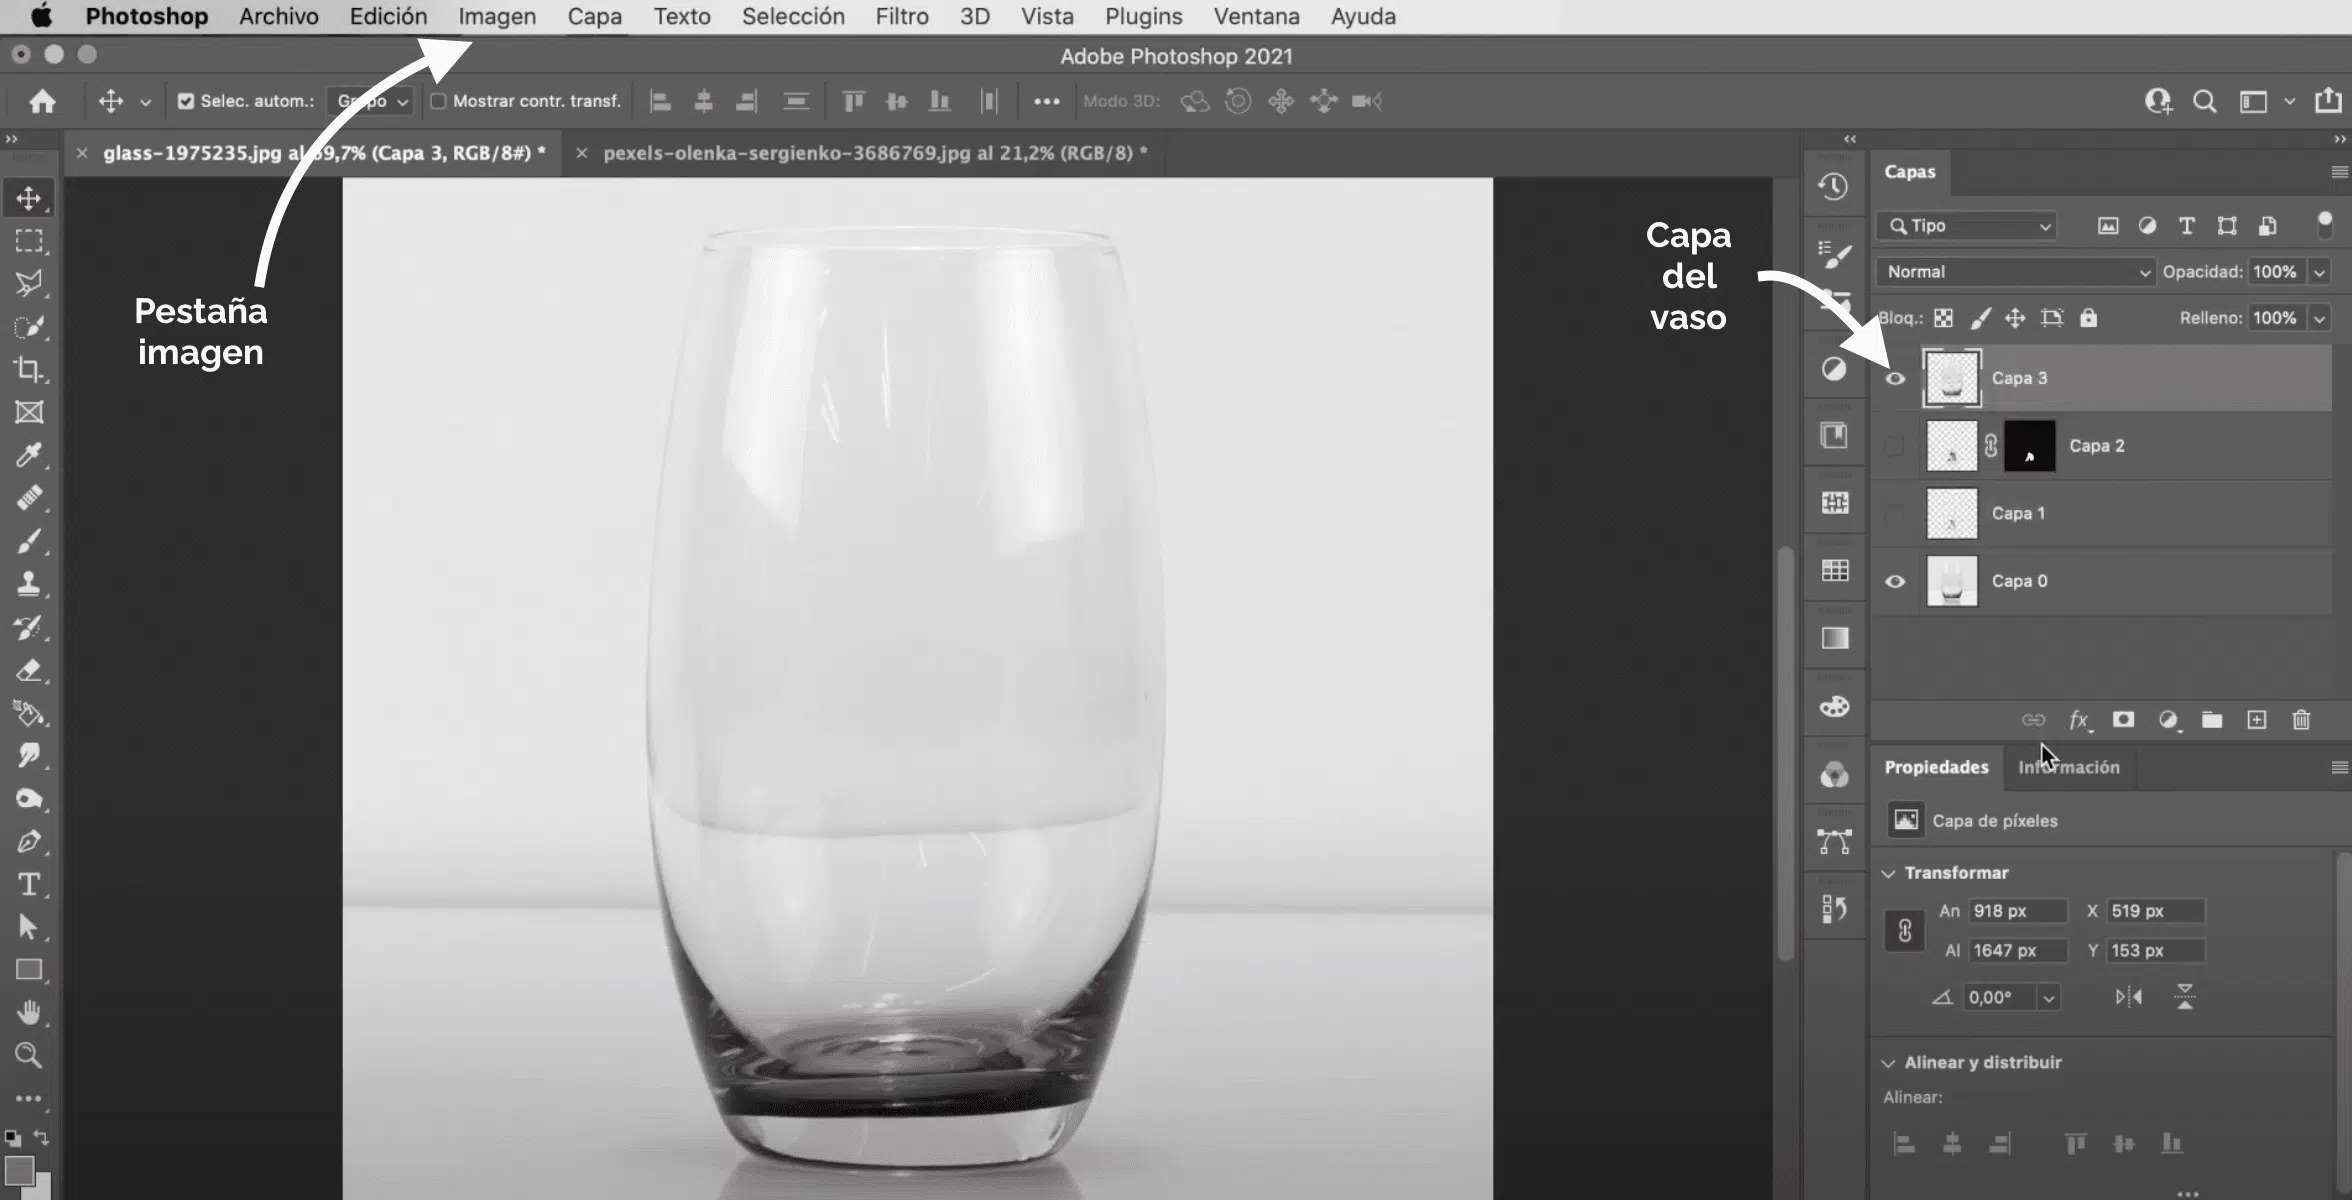 Photoshop Archivo Edición Imagen Capa Texto Selección Filtro 3D Vista Plugins Ventana Ayuda
Adobe Photoshop 2021
Selec. autom.: Grupo Mostrar contr. transf. Modo 3D:
glass-1975235.jpg al 69,7% (Capa 3, RGB/8#) * pexels-olenka-sergienko-3686769.jpg al 21,2% (RGB/8) *
Pestaña
imagen
Capa
del
vaso
Capas
Tipo
Normal Opacidad: 100%
Bloq.: Relleno: 100%
Capa 3
Capa 2
Capa 1
Capa 0
fx
Propiedades Información
Capa de píxeles
Transformar
An 918 px X 519 px
Al 1647 px Y 153 px
0,00°
Alinear y distribuir
Alinear: